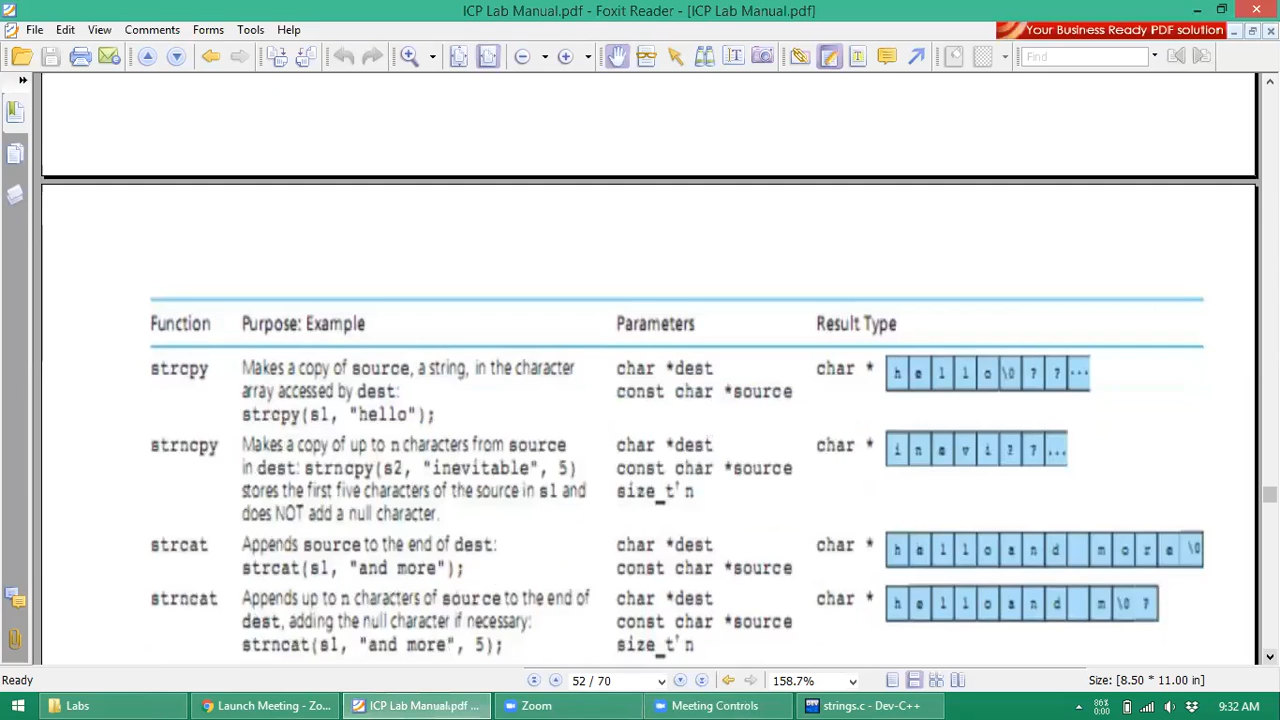 ICP Lab Manual.pdf - Foxit Reader - [ICP Lab Manual.pdf]
File Edit View Comments Forms Tools Help
Your Business Ready PDF solution
Find
Function Purpose: Example Parameters Result Type
strcpy Makes a copy of source, a string, in the character char *dest char * h e l l o \0 ? ? ...
array accessed by dest: const char *source
strcpy(s1, "hello");
strncpy Makes a copy of up to n characters from source char *dest char * i n e v i ? ? ...
in dest: strncpy(s2, "inevitable", 5) const char *source
stores the first five characters of the source in s1 and size_t' n
does NOT add a null character.
strcat Appends source to the end of dest: char *dest char * h e l l o a n d m o r e \0
strcat(s1, "and more"); const char *source
strncat Appends up to n characters of source to the end of char *dest char * h e l l o a n d m \0 ?
dest, adding the null character if necessary: const char *source
strncat(s1, "and more", 5); size_t' n
Ready 52 / 70 158.7% Size: [8.50 * 11.00 in]
Labs Launch Meeting - Zo... ICP Lab Manual.pdf ... Zoom Meeting Controls strings.c - Dev-C++ 86% 0:00 9:32 AM